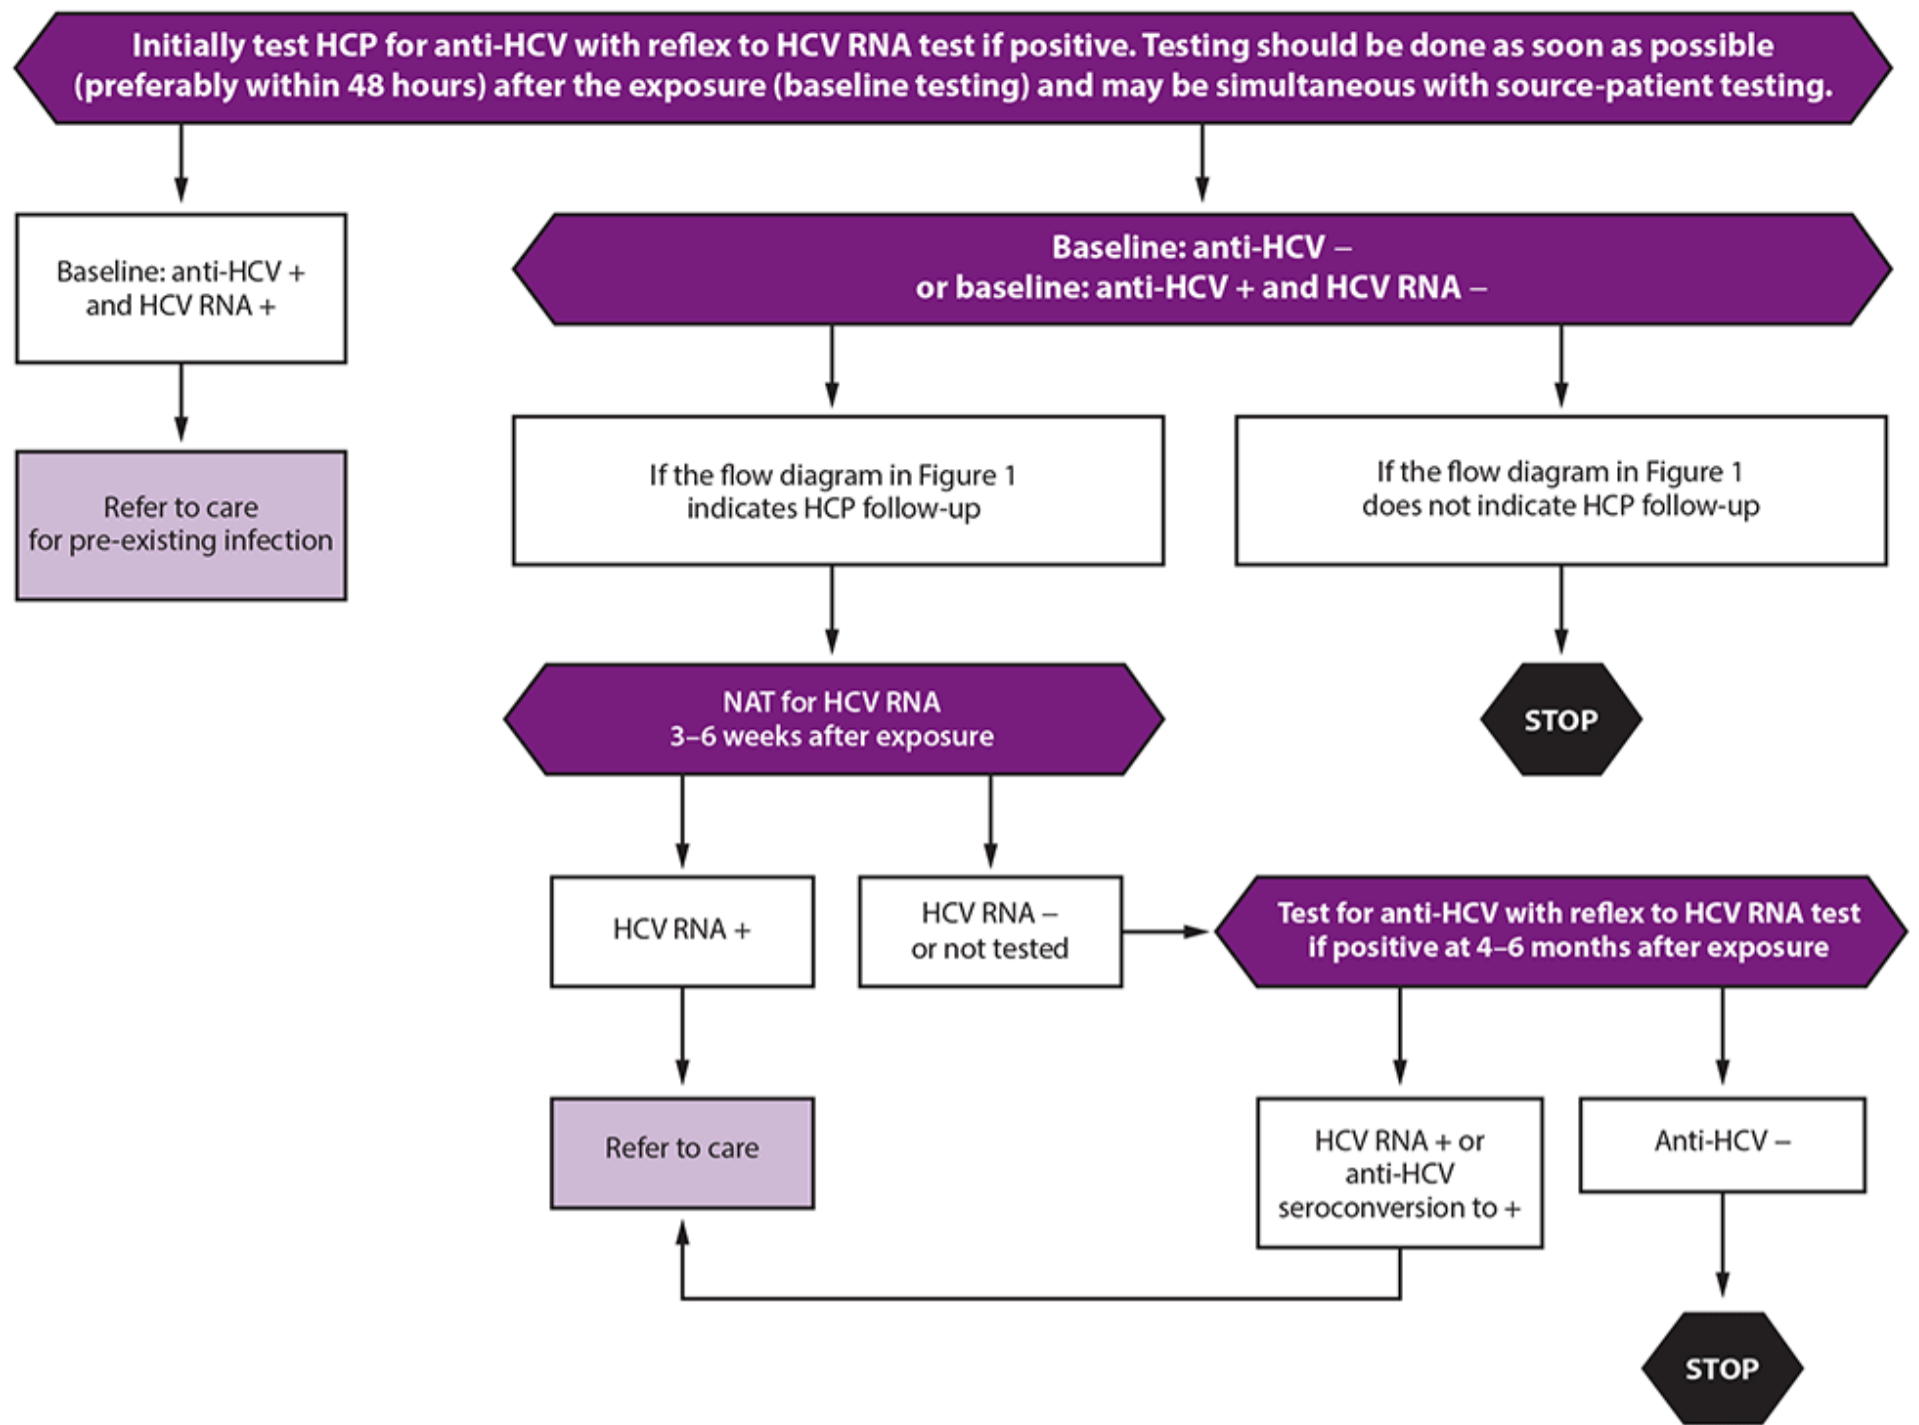 Initially test HCP for anti-HCV with reflex to HCV RNA test if positive. Testing should be done as soon as possible
(preferably within 48 hours) after the exposure (baseline testing) and may be simultaneous with source-patient testing.
Baseline: anti-HCV +
and HCV RNA +
Baseline: anti-HCV –
or baseline: anti-HCV + and HCV RNA –
Refer to care
for pre-existing infection
If the flow diagram in Figure 1
indicates HCP follow-up
If the flow diagram in Figure 1
does not indicate HCP follow-up
NAT for HCV RNA
3–6 weeks after exposure
STOP
HCV RNA +
HCV RNA –
or not tested
Test for anti-HCV with reflex to HCV RNA test
if positive at 4–6 months after exposure
Refer to care
HCV RNA + or
anti-HCV
seroconversion to +
Anti-HCV –
STOP